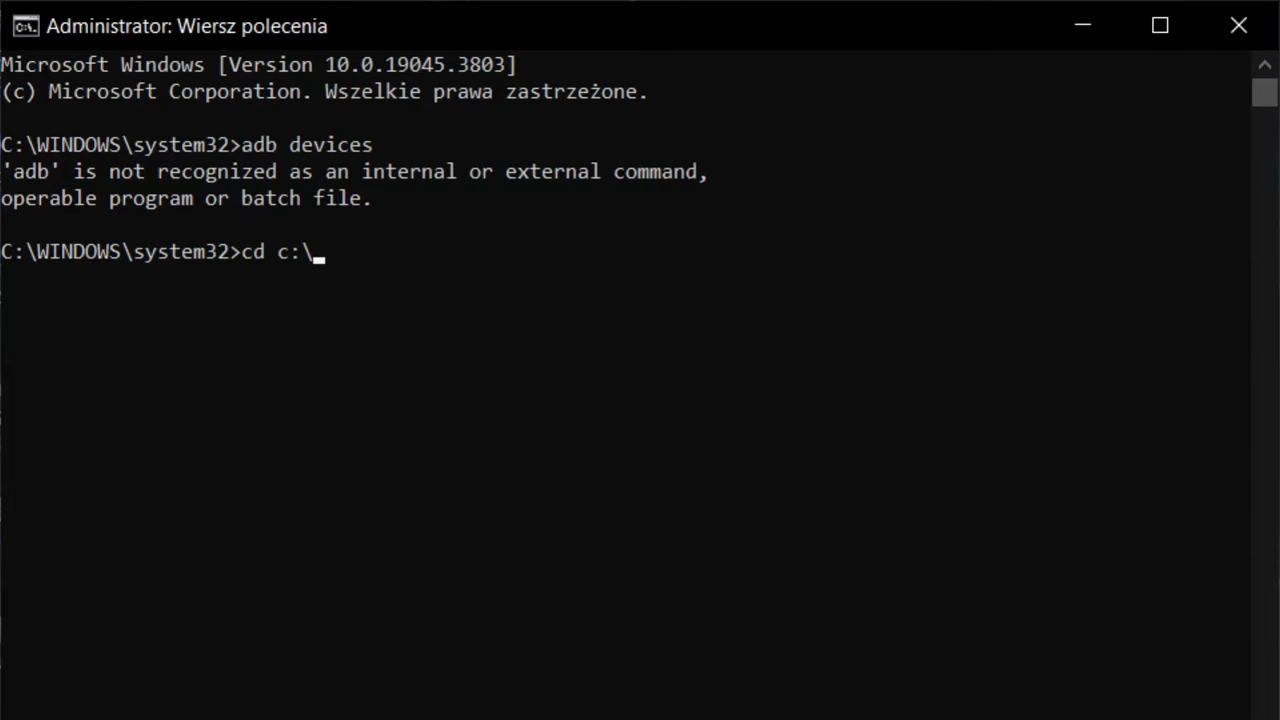 Administrator: Wiersz polecenia
Microsoft Windows [Version 10.0.19045.3803]
(c) Microsoft Corporation. Wszelkie prawa zastrzeżone.
C:\WINDOWS\system32>adb devices
'adb' is not recognized as an internal or external command,
operable program or batch file.
C:\WINDOWS\system32>cd c:\